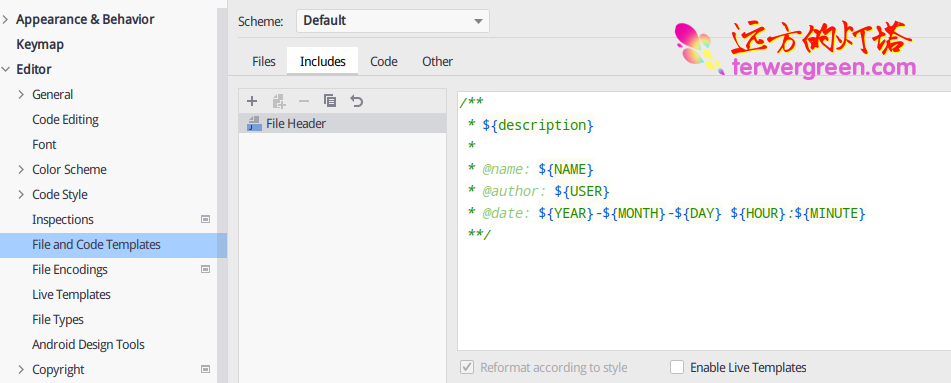 Appearance & Behavior
Keymap
Editor
General
Code Editing
Font
Color Scheme
Code Style
Inspections
File and Code Templates
File Encodings
Live Templates
File Types
Android Design Tools
Copyright
Scheme: Default
Files Includes Code Other
File Header
远方的灯塔
terwergreen.com
/**
* ${description}
*
* @name: ${NAME}
* @author: ${USER}
* @date: ${YEAR}-${MONTH}-${DAY} ${HOUR}:${MINUTE}
**/
Reformat according to style Enable Live Templates